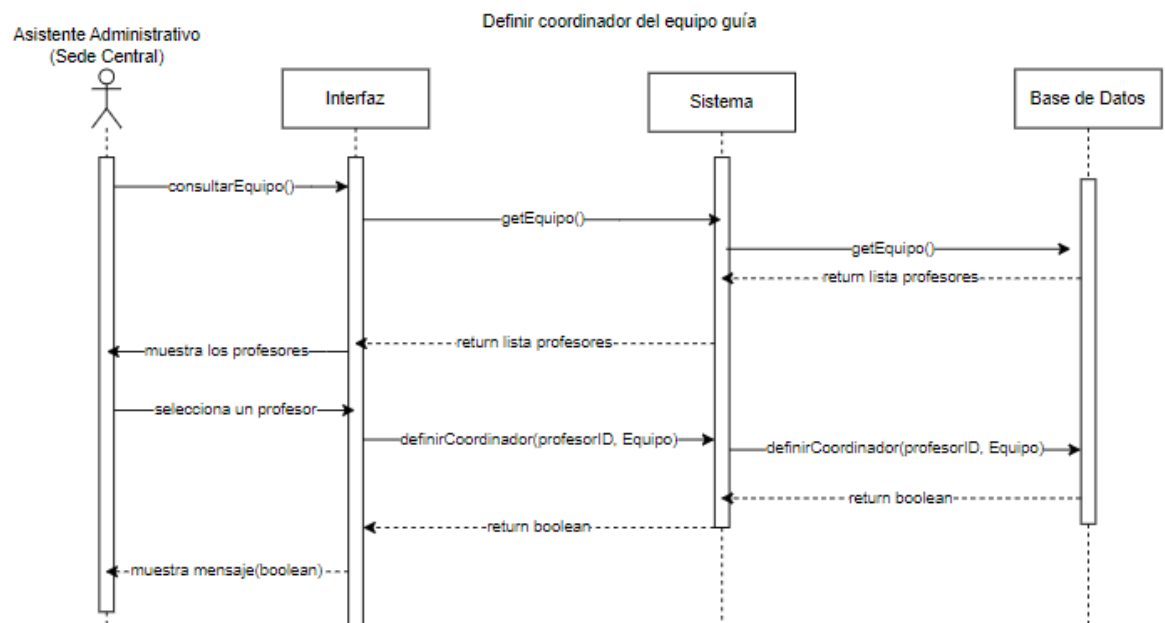 Definir coordinador del equipo guía
Asistente Administrativo
(Sede Central)
Interfaz
Sistema
Base de Datos
consultarEquipo()
getEquipo()
getEquipo()
return lista profesores
return lista profesores
muestra los profesores
selecciona un profesor
definirCoordinador(profesorID, Equipo)
definirCoordinador(profesorID, Equipo)
return boolean
return boolean
muestra mensaje(boolean)